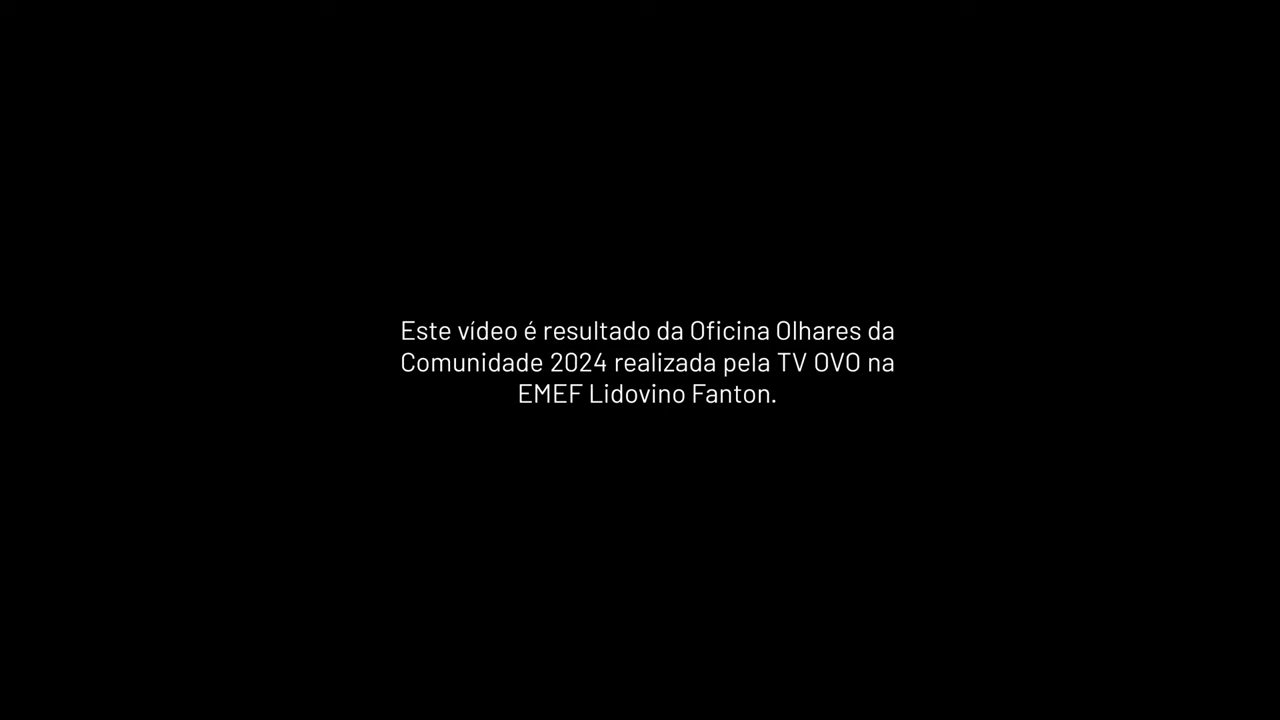 Este vídeo é resultado da Oficina Olhares da
Comunidade 2024 realizada pela TV OVO na
EMEF Lidovino Fanton.